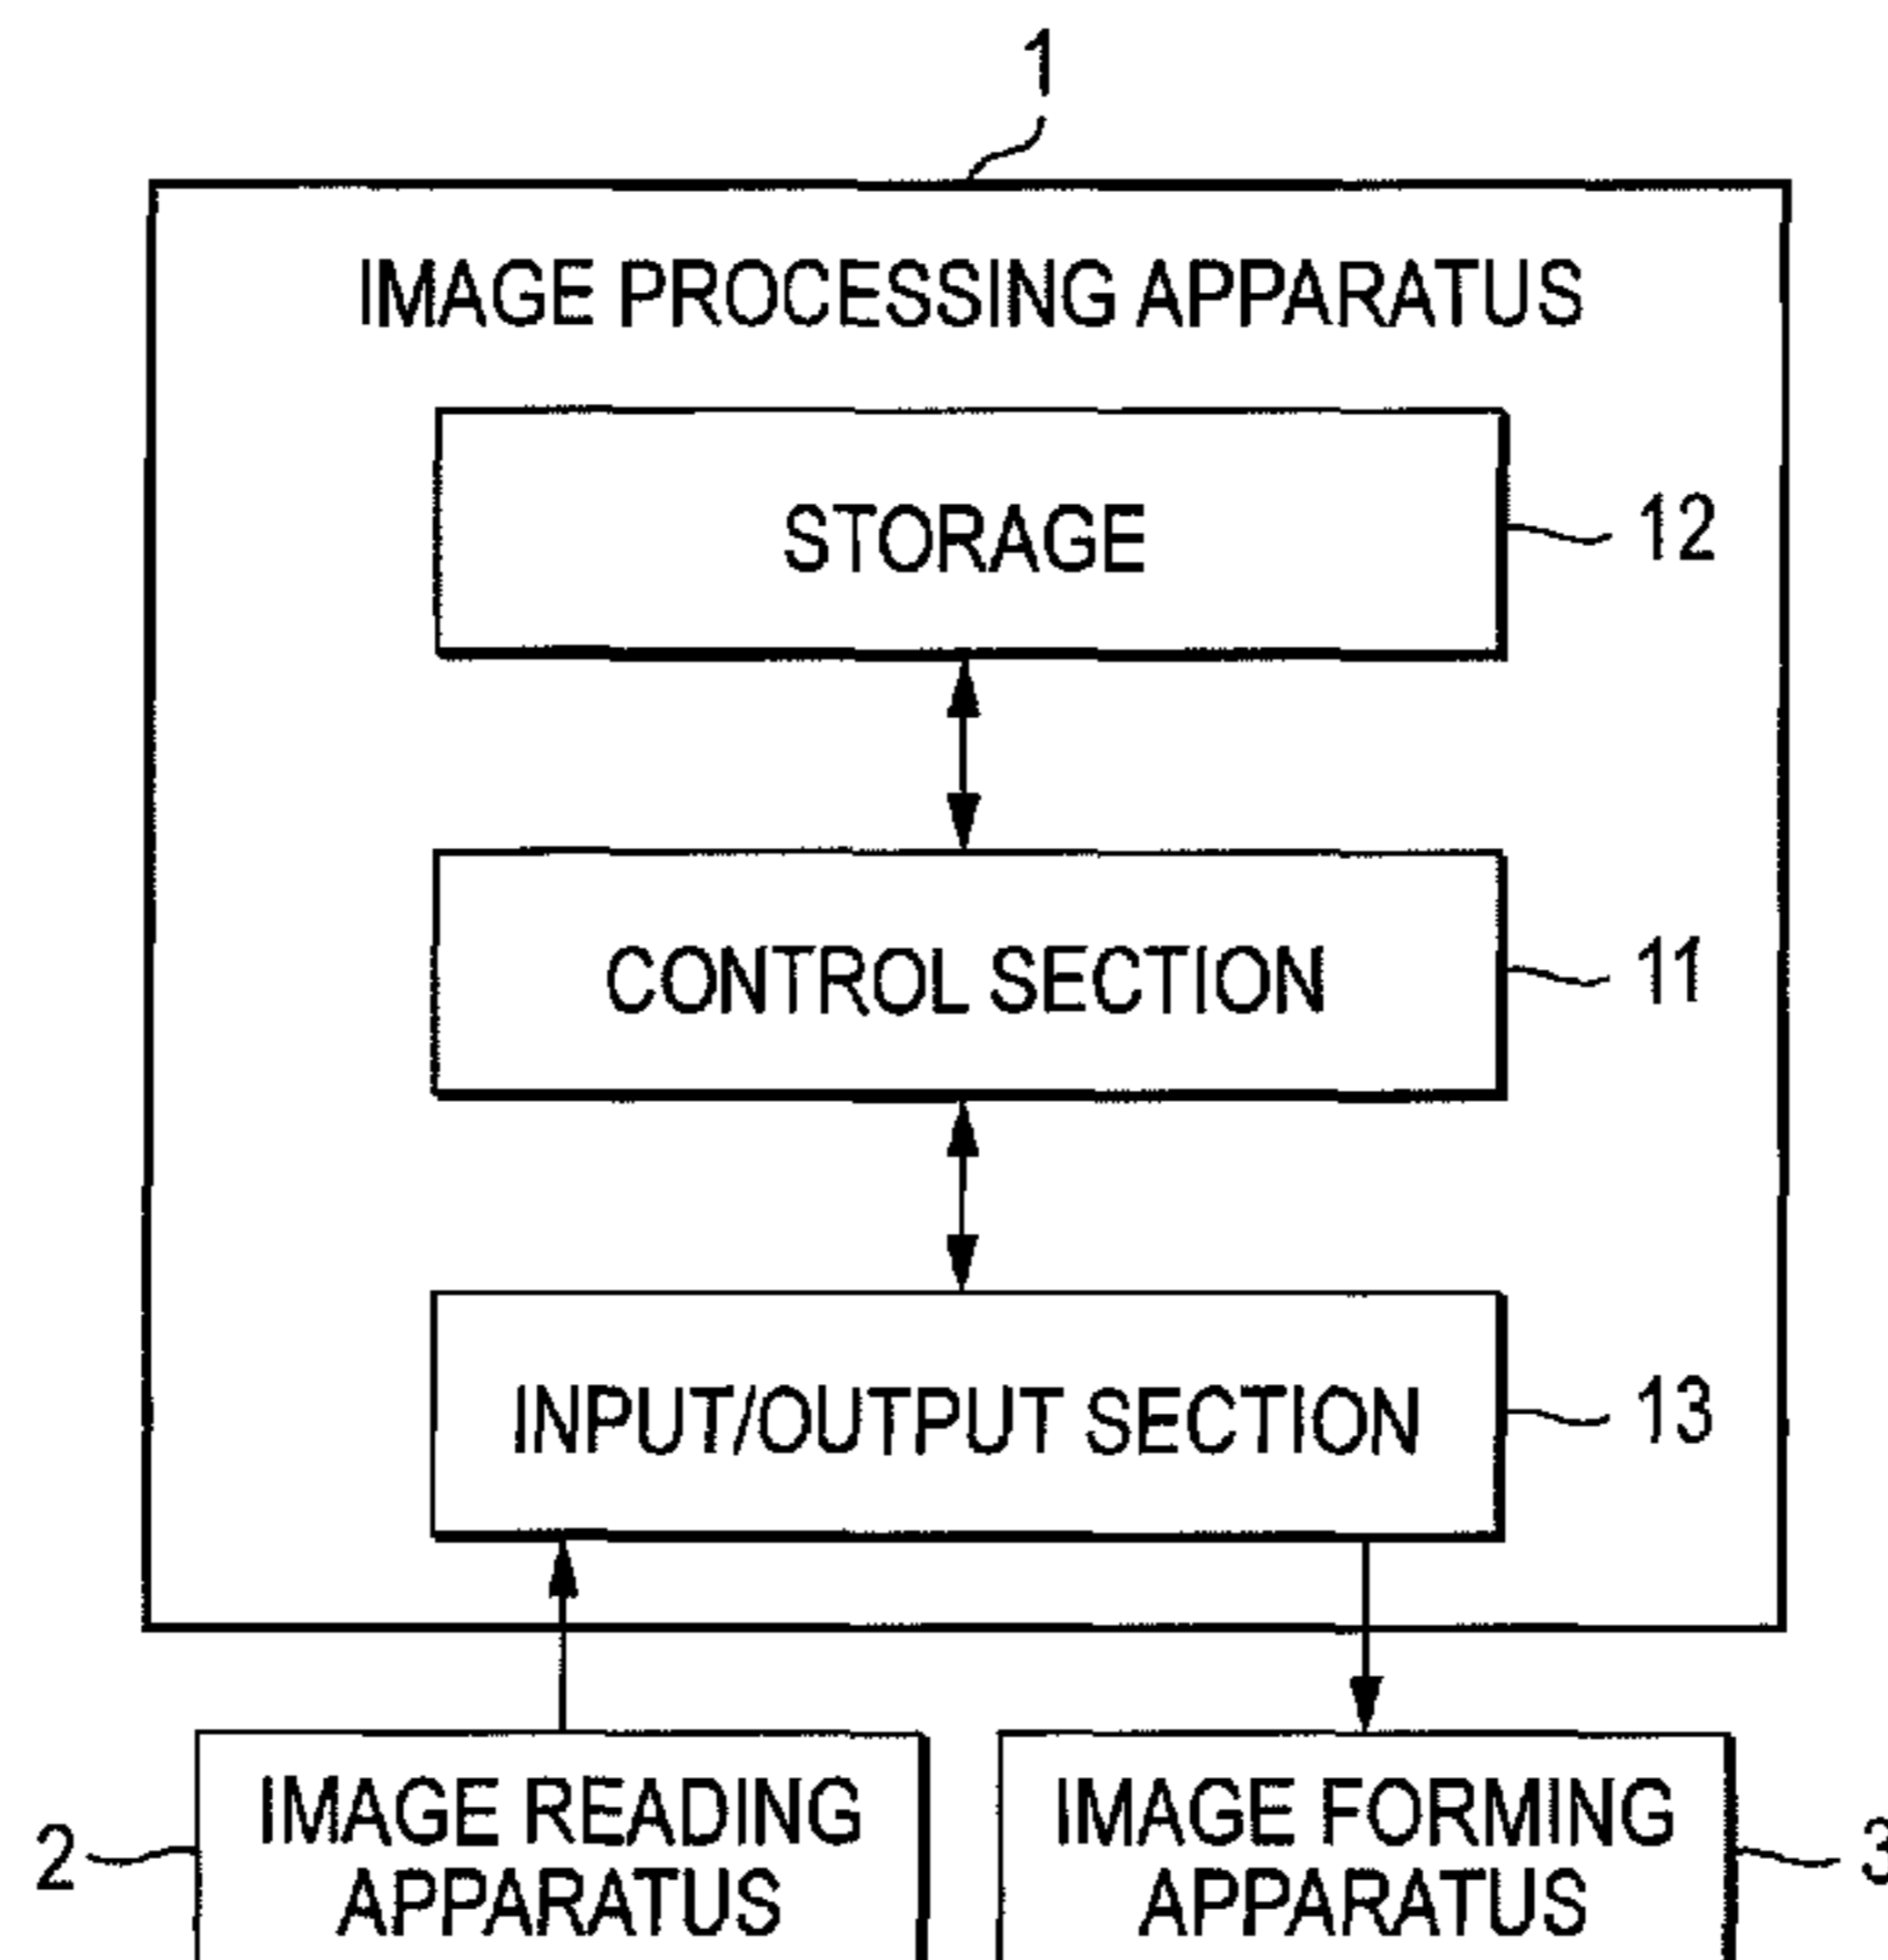 1
IMAGE PROCESSING APPARATUS
STORAGE
12
CONTROL SECTION
11
INPUT/OUTPUT SECTION
13
2
IMAGE READING
APPARATUS
IMAGE FORMING
APPARATUS
3